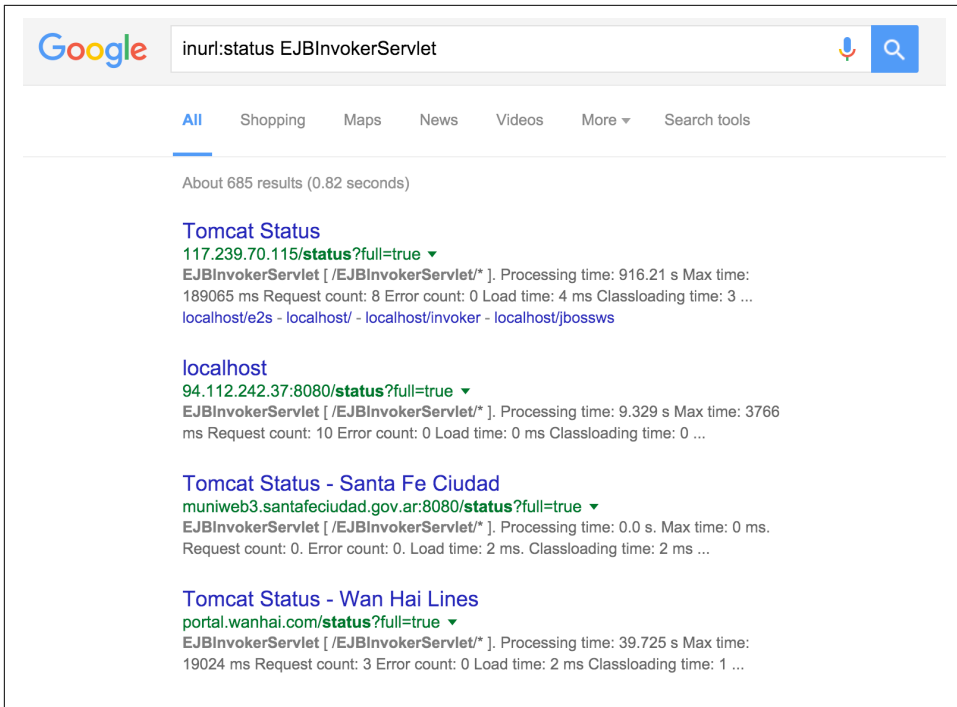 Google
inurl:status EJBInvokerServlet
All Shopping Maps News Videos More Search tools
About 685 results (0.82 seconds)
Tomcat Status
117.239.70.115/status?full=true
EJBInvokerServlet [ /EJBInvokerServlet/* ]. Processing time: 916.21 s Max time:
189065 ms Request count: 8 Error count: 0 Load time: 4 ms Classloading time: 3 ...
localhost/e2s - localhost/ - localhost/invoker - localhost/jbossws
localhost
94.112.242.37:8080/status?full=true
EJBInvokerServlet [ /EJBInvokerServlet/* ]. Processing time: 9.329 s Max time: 3766
ms Request count: 10 Error count: 0 Load time: 0 ms Classloading time: 0 ...
Tomcat Status - Santa Fe Ciudad
muniweb3.santafeciudad.gov.ar:8080/status?full=true
EJBInvokerServlet [ /EJBInvokerServlet/* ]. Processing time: 0.0 s. Max time: 0 ms.
Request count: 0. Error count: 0. Load time: 2 ms. Classloading time: 2 ms ...
Tomcat Status - Wan Hai Lines
portal.wanhai.com/status?full=true
EJBInvokerServlet [ /EJBInvokerServlet/* ]. Processing time: 39.725 s Max time:
19024 ms Request count: 3 Error count: 0 Load time: 2 ms Classloading time: 1 ...